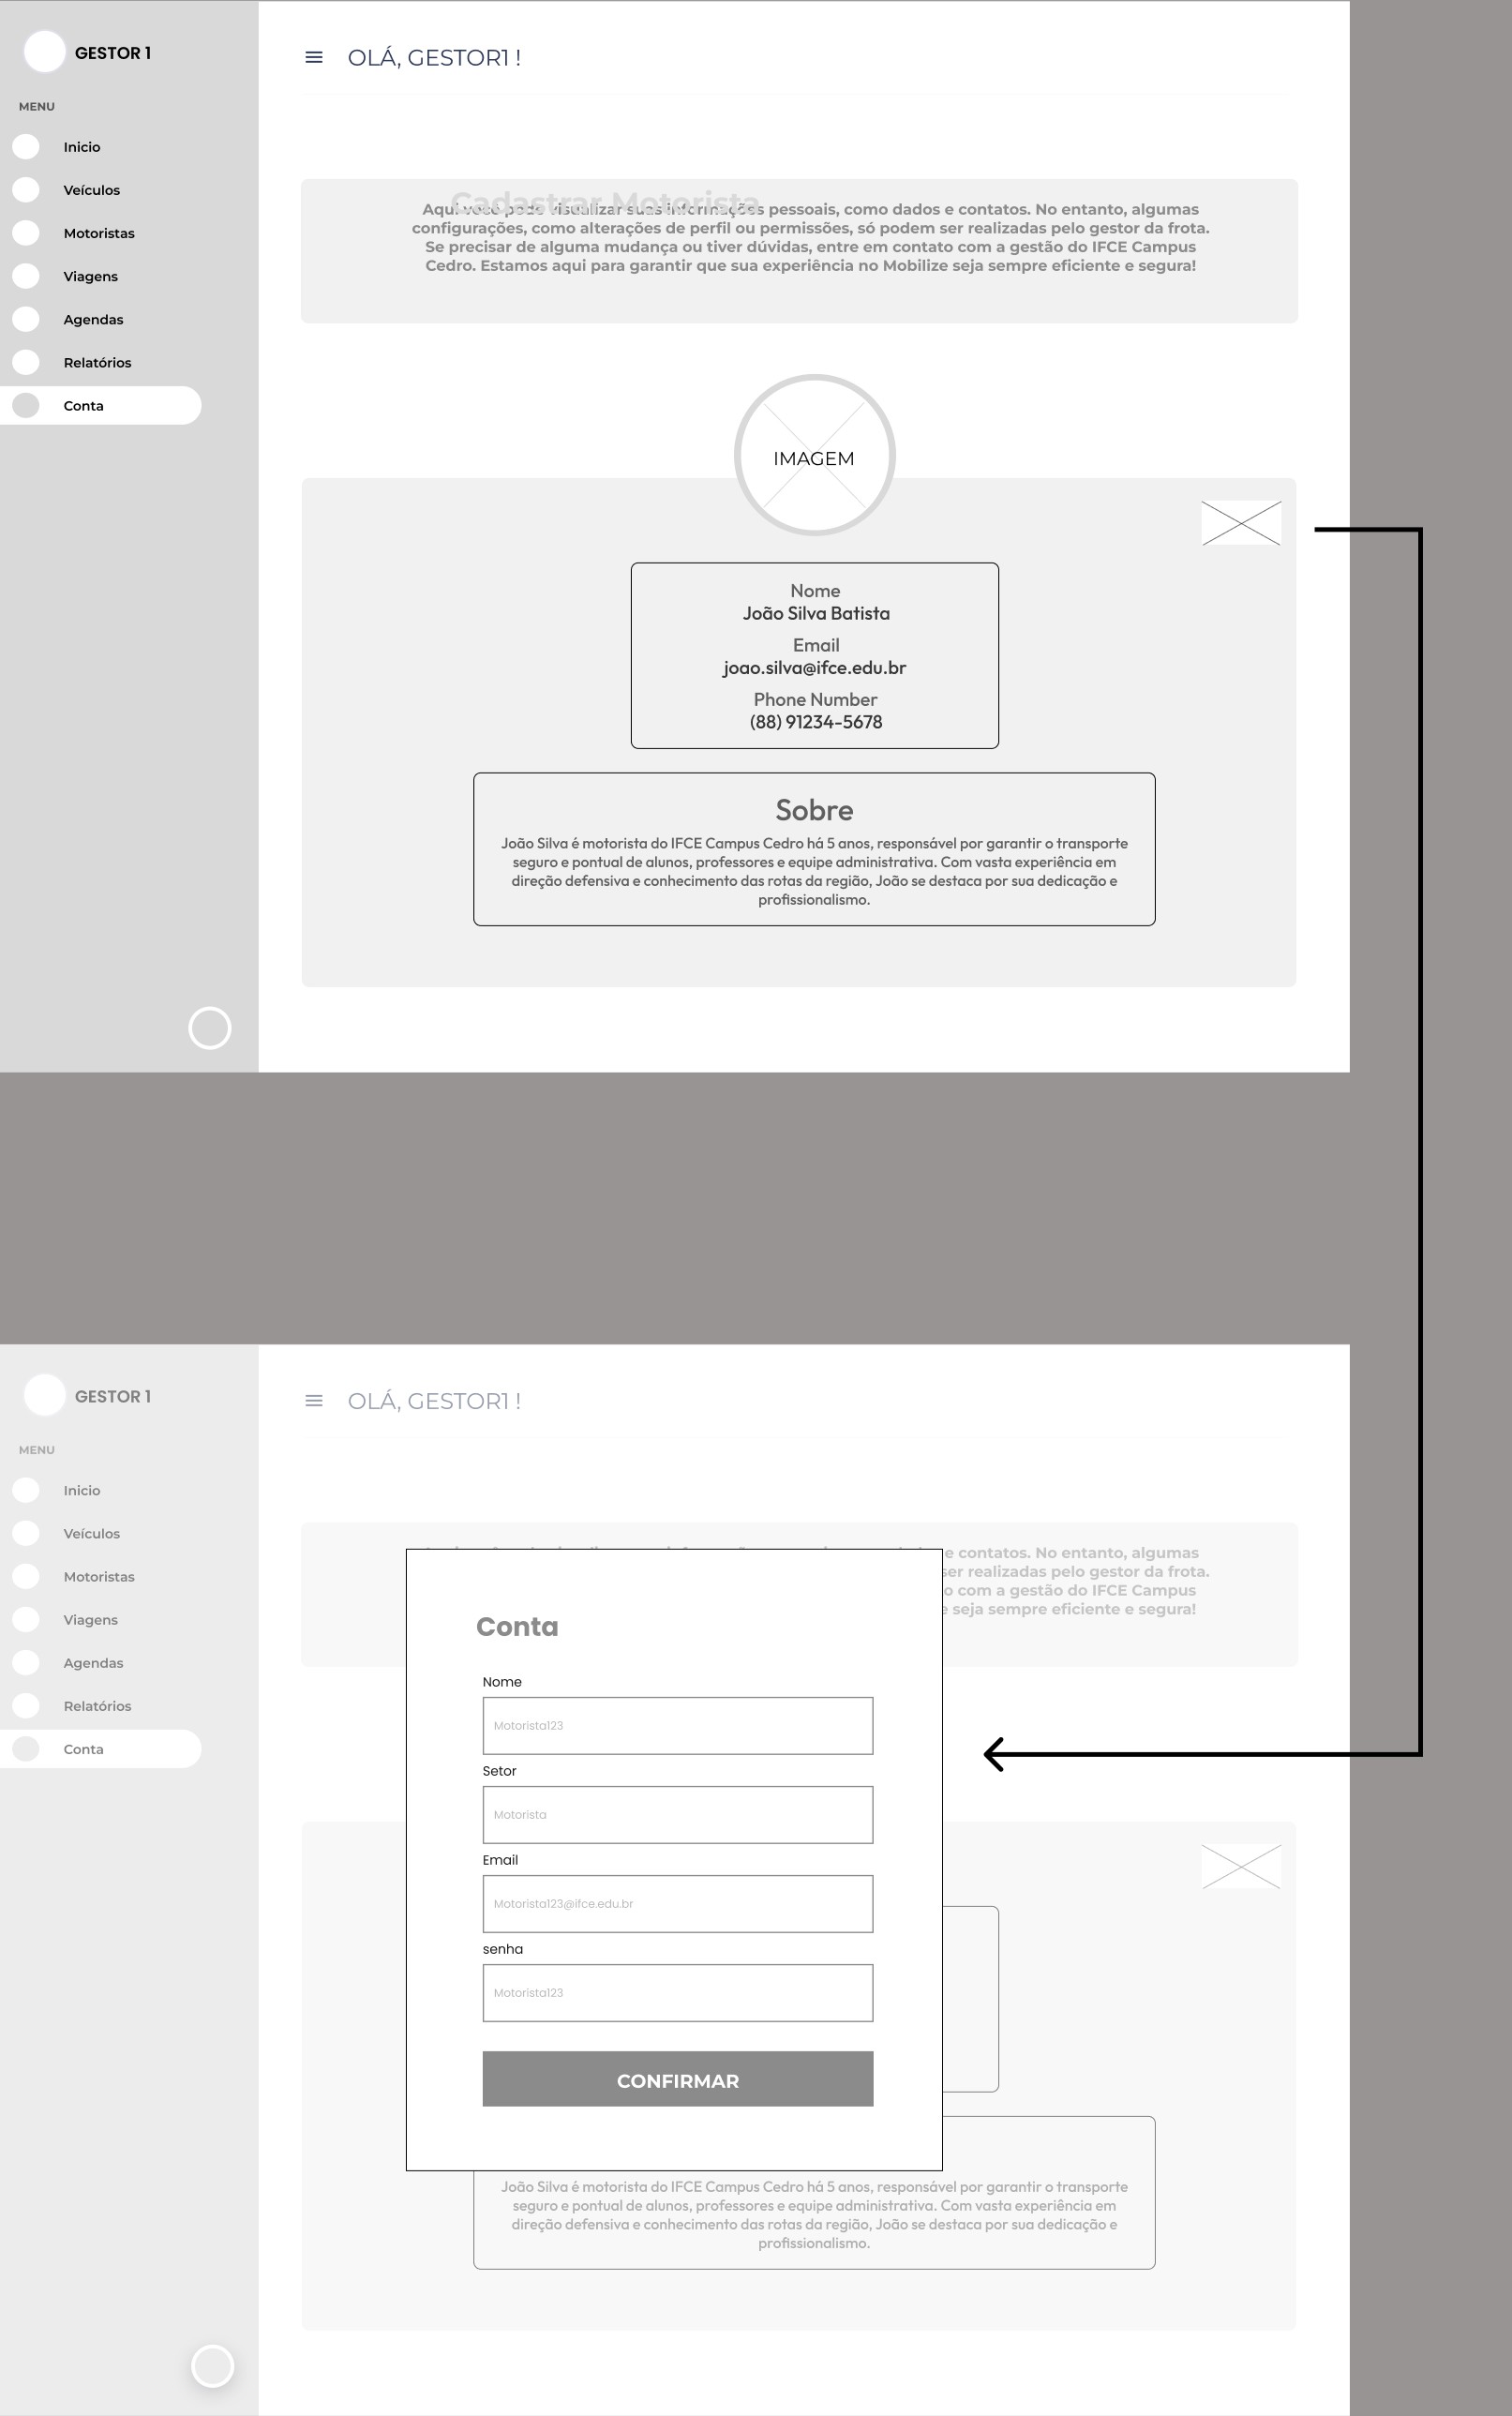 GESTOR 1
MENU
Inicio
Veículos
Motoristas
Viagens
Agendas
Relatórios
Conta
OLÁ, GESTOR1 !
Cadastrar Motorista
Aqui você pode visualizar suas informações pessoais, como dados e contatos. No entanto, algumas
configurações, como alterações de perfil ou permissões, só podem ser realizadas pelo gestor da frota.
Se precisar de alguma mudança ou tiver dúvidas, entre em contato com a gestão do IFCE Campus
Cedro. Estamos aqui para garantir que sua experiência no Mobilize seja sempre eficiente e segura!
IMAGEM
Nome
João Silva Batista
Email
joao.silva@ifce.edu.br
Phone Number
(88) 91234-5678
Sobre
João Silva é motorista do IFCE Campus Cedro há 5 anos, responsável por garantir o transporte
seguro e pontual de alunos, professores e equipe administrativa. Com vasta experiência em
direção defensiva e conhecimento das rotas da região, João se destaca por sua dedicação e
profissionalismo.
GESTOR 1
MENU
Inicio
Veículos
Motoristas
Viagens
Agendas
Relatórios
Conta
OLÁ, GESTOR1 !
e contatos. No entanto, algumas
ser realizadas pelo gestor da frota.
o com a gestão do IFCE Campus
e seja sempre eficiente e segura!
Conta
Nome
Motorista123
Setor
Motorista
Email
Motorista123@ifce.edu.br
senha
Motorista123
CONFIRMAR
João Silva é motorista do IFCE Campus Cedro há 5 anos, responsável por garantir o transporte
seguro e pontual de alunos, professores e equipe administrativa. Com vasta experiência em
direção defensiva e conhecimento das rotas da região, João se destaca por sua dedicação e
profissionalismo.